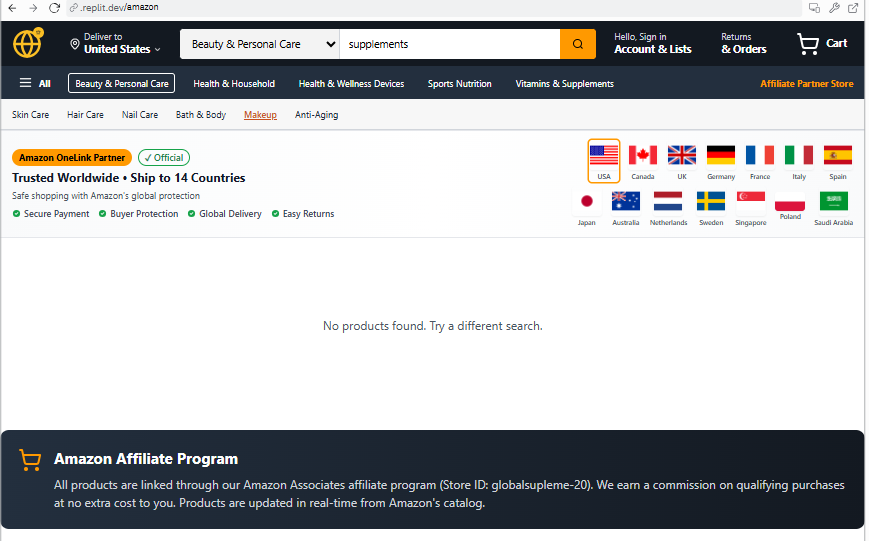 .replit.dev/amazon
Deliver to
United States
Beauty & Personal Care
supplements
Hello, Sign in
Account & Lists
Returns
& Orders
Cart
All
Beauty & Personal Care
Health & Household
Health & Wellness Devices
Sports Nutrition
Vitamins & Supplements
Affiliate Partner Store
Skin Care
Hair Care
Nail Care
Bath & Body
Makeup
Anti-Aging
Amazon OneLink Partner
✓ Official
Trusted Worldwide • Ship to 14 Countries
Safe shopping with Amazon's global protection
Secure Payment
Buyer Protection
Global Delivery
Easy Returns
USA
Canada
UK
Germany
France
Italy
Spain
Japan
Australia
Netherlands
Sweden
Singapore
Poland
Saudi Arabia
No products found. Try a different search.
Amazon Affiliate Program
All products are linked through our Amazon Associates affiliate program (Store ID: globalsupleme-20). We earn a commission on qualifying purchases
at no extra cost to you. Products are updated in real-time from Amazon's catalog.